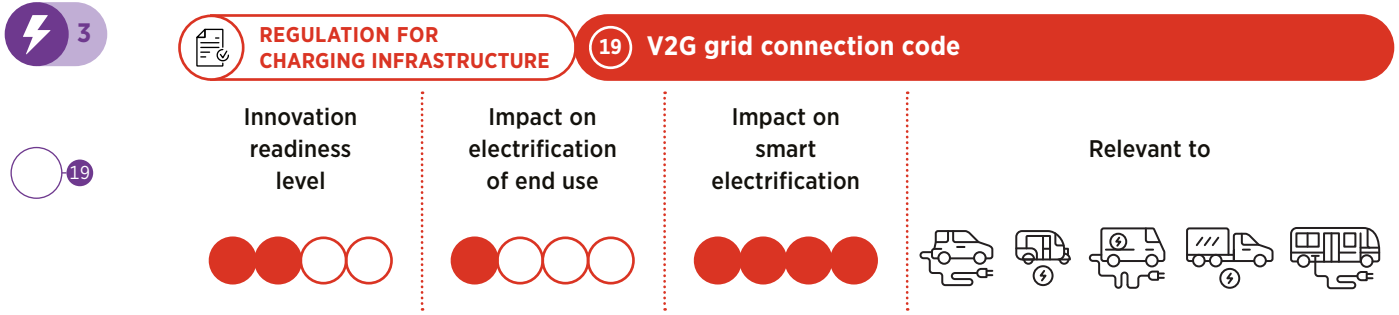 3
REGULATION FOR
CHARGING INFRASTRUCTURE
19 V2G grid connection code
19
Innovation
readiness
level
Impact on
electrification
of end use
Impact on
smart
electrification
Relevant to